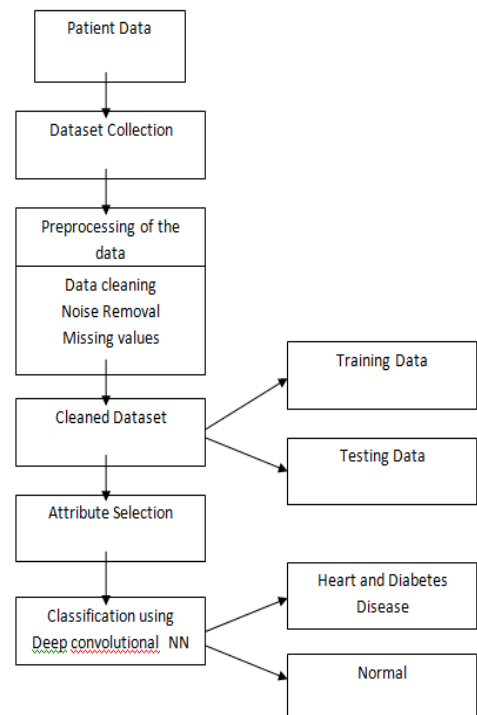 Patient Data
Dataset Collection
Preprocessing of the
data
Data cleaning
Noise Removal
Missing values
Training Data
Cleaned Dataset
Testing Data
Attribute Selection
Heart and Diabetes
Disease
Classification using
Deep convolutional NN
Normal